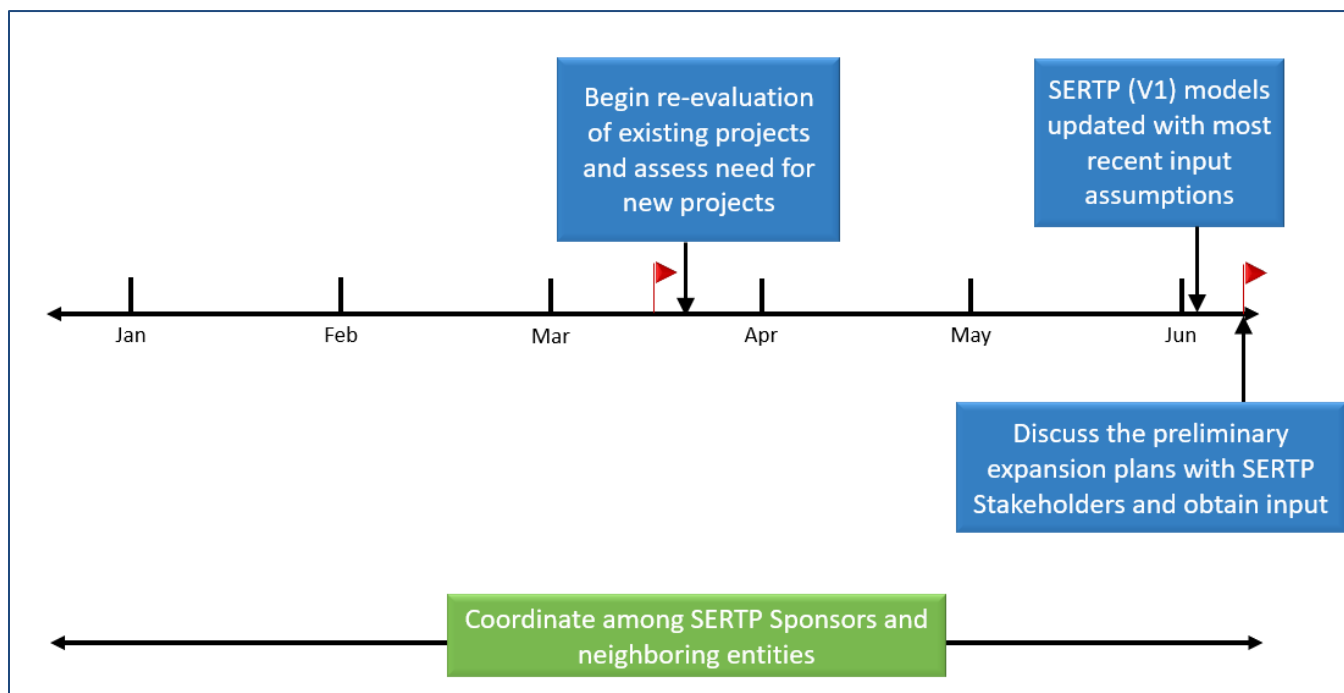 Begin re-evaluation
of existing projects
and assess need for
new projects
SERTP (V1) models
updated with most
recent input
assumptions
Jan
Feb
Mar
Apr
May
Jun
Discuss the preliminary
expansion plans with SERTP
Stakeholders and obtain input
Coordinate among SERTP Sponsors and
neighboring entities